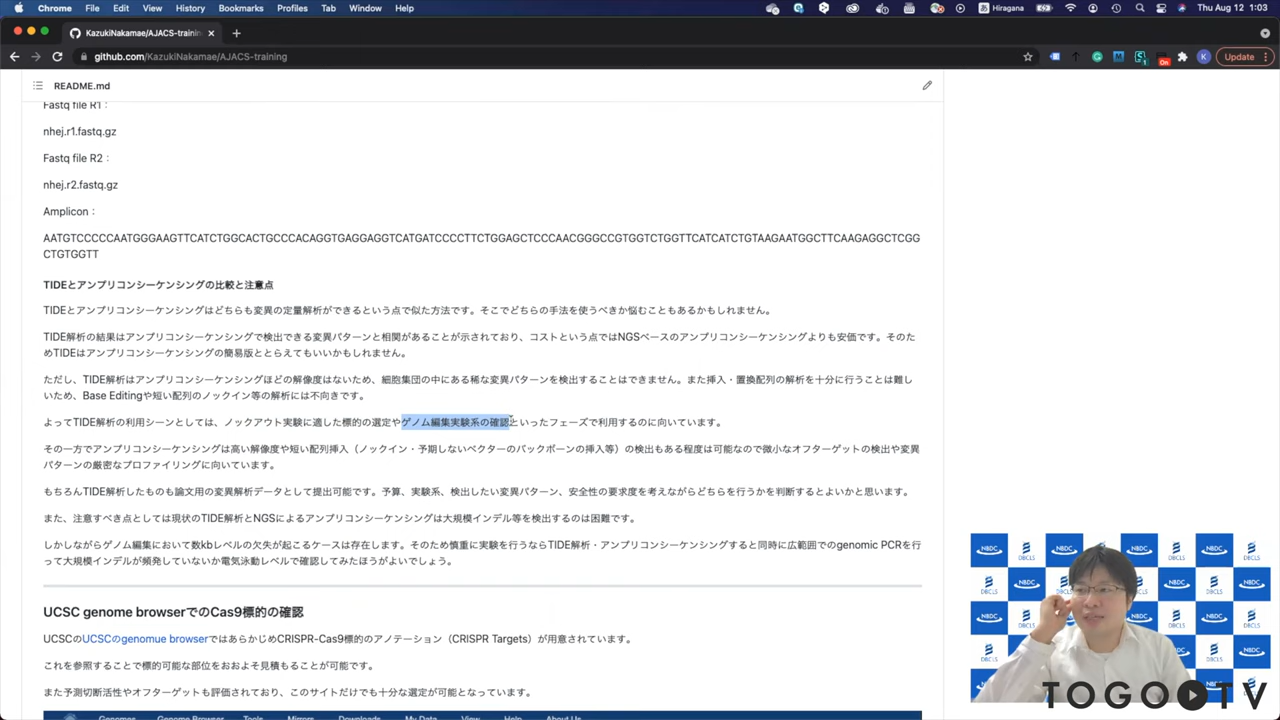 Chrome File Edit View History Bookmarks Profiles Tab Window Help Hiragana Thu Aug 12 1:03
KazukiNakamae/AJACS-trainin
github.com/KazukiNakamae/AJACS-training
On
K
Update
README.md
Fastq file R1：
nhej.r1.fastq.gz
Fastq file R2：
nhej.r2.fastq.gz
Amplicon：
AATGTCCCCCAATGGGAAGTTCATCTGGCACTGCCCACAGGTGAGGAGGTCATGATCCCCTTCTGGAGCTCCCAACGGGCCGTGGTCTGGTTCATCATCTGTAAGAATGGCTTCAAGAGGCTCGG
CTGTGGTT
TIDEとアンプリコンシーケンシングの比較と注意点
TIDEとアンプリコンシーケンシングはどちらも変異の定量解析ができるという点で似た方法です。そこでどちらの手法を使うべきか悩むこともあるかもしれません。
TIDE解析の結果はアンプリコンシーケンシングで検出できる変異パターンと相関があることが示されており、コストという点ではNGSベースのアンプリコンシーケンシングよりも安価です。そのた
めTIDEはアンプリコンシーケンシングの簡易版ととらえてもいいかもしれません。
ただし、TIDE解析はアンプリコンシーケンシングほどの解像度はないため、細胞集団の中にある稀な変異パターンを検出することはできません。また挿入・置換配列の解析を十分に行うことは難し
いため、Base Editingや短い配列のノックイン等の解析には不向きです。
よってTIDE解析の利用シーンとしては、ノックアウト実験に適した標的の選定やゲノム編集実験系の確認といったフェーズで利用するのに向いています。
その一方でアンプリコンシーケンシングは高い解像度や短い配列挿入（ノックイン・予期しないベクターのバックボーンの挿入等）の検出もある程度は可能なので微小なオフターゲットの検出や変異
パターンの厳密なプロファイリングに向いています。
もちろんTIDE解析したものも論文用の変異解析データとして提出可能です。予算、実験系、検出したい変異パターン、安全性の要求度を考えながらどちらを行うかを判断するとよいかと思います。
また、注意すべき点としては現状のTIDE解析とNGSによるアンプリコンシーケンシングは大規模インデル等を検出するのは困難です。
しかしながらゲノム編集において数kbレベルの欠失が起こるケースは存在します。そのため慎重に実験を行うならTIDE解析・アンプリコンシーケンシングすると同時に広範囲でのgenomic PCRを行
って大規模インデルが頻発していないか電気泳動レベルで確認してみたほうがよいでしょう。
UCSC genome browserでのCas9標的の確認
UCSCのUCSCのgenomue browserではあらかじめCRISPR-Cas9標的のアノテーション（CRISPR Targets）が用意されています。
これを参照することで標的可能な部位をおおよそ見積もることが可能です。
また予測切断活性やオフターゲットも評価されており、このサイトだけでも十分な選定が可能となっています。
Genomes Genome Browser Tools Mirrors Downloads My Data View Help About Us
NBDC DBCLS NBDC DBCLS NBDC DBCLS
DBCLS NBDC DBCLS NBDC
NBDC DBCLS NBDC
DBCLS NBDC
TOGO TV